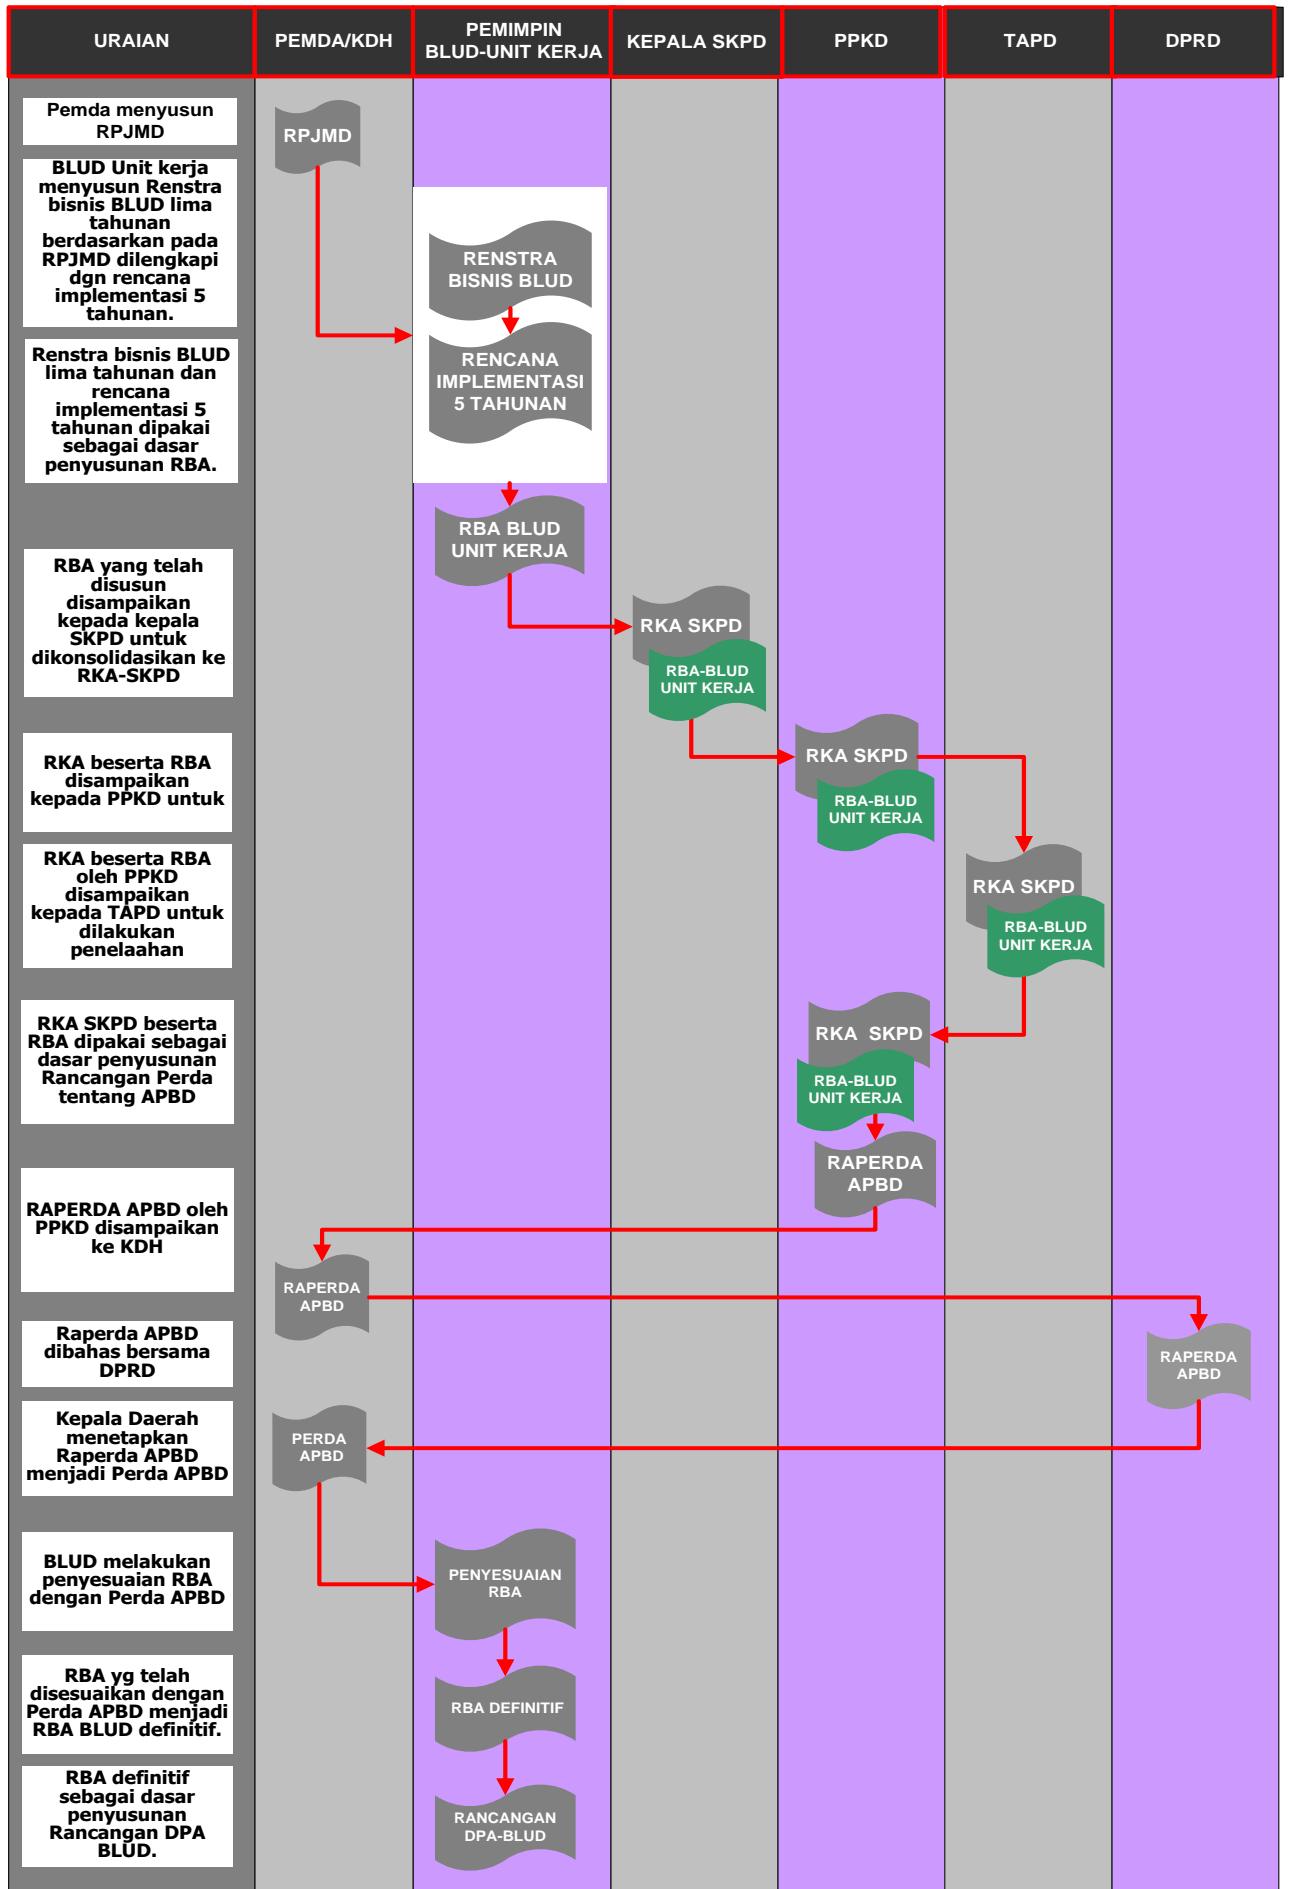 URAIAN
PEMDA/KDH
PEMIMPIN
BLUD-UNIT KERJA
KEPALA SKPD
PPKD
TAPD
DPRD
Pemda menyusun
RPJMD
RPJMD
BLUD Unit kerja
menyusun Renstra
bisnis BLUD lima
tahunan
berdasarkan pada
RPJMD dilengkapi
dgn rencana
implementasi 5
tahunan.
RENSTRA
BISNIS BLUD
Renstra bisnis BLUD
lima tahunan dan
rencana
implementasi 5
tahunan dipakai
sebagai dasar
penyusunan RBA.
RENCANA
IMPLEMENTASI
5 TAHUNAN
RBA BLUD
UNIT KERJA
RBA yang telah
disusun
disampaikan
kepada kepala
SKPD untuk
dikonsolidasikan ke
RKA-SKPD
RKA SKPD
RBA-BLUD
UNIT KERJA
RKA beserta RBA
disampaikan
kepada PPKD untuk
RKA SKPD
RBA-BLUD
UNIT KERJA
RKA beserta RBA
oleh PPKD
disampaikan
kepada TAPD untuk
dilakukan
penelaahan
RKA SKPD
RBA-BLUD
UNIT KERJA
RKA SKPD beserta
RBA dipakai sebagai
dasar penyusunan
Rancangan Perda
tentang APBD
RKA  SKPD
RBA-BLUD
UNIT KERJA
RAPERDA
APBD
RAPERDA APBD oleh
PPKD disampaikan
ke KDH
RAPERDA
APBD
Raperda APBD
dibahas bersama
DPRD
RAPERDA
APBD
Kepala Daerah
menetapkan
Raperda APBD
menjadi Perda APBD
PERDA
APBD
BLUD melakukan
penyesuaian RBA
dengan Perda APBD
PENYESUAIAN
RBA
RBA yg telah
disesuaikan dengan
Perda APBD menjadi
RBA BLUD definitif.
RBA DEFINITIF
RBA definitif
sebagai dasar
penyusunan
Rancangan DPA
BLUD.
RANCANGAN
DPA-BLUD